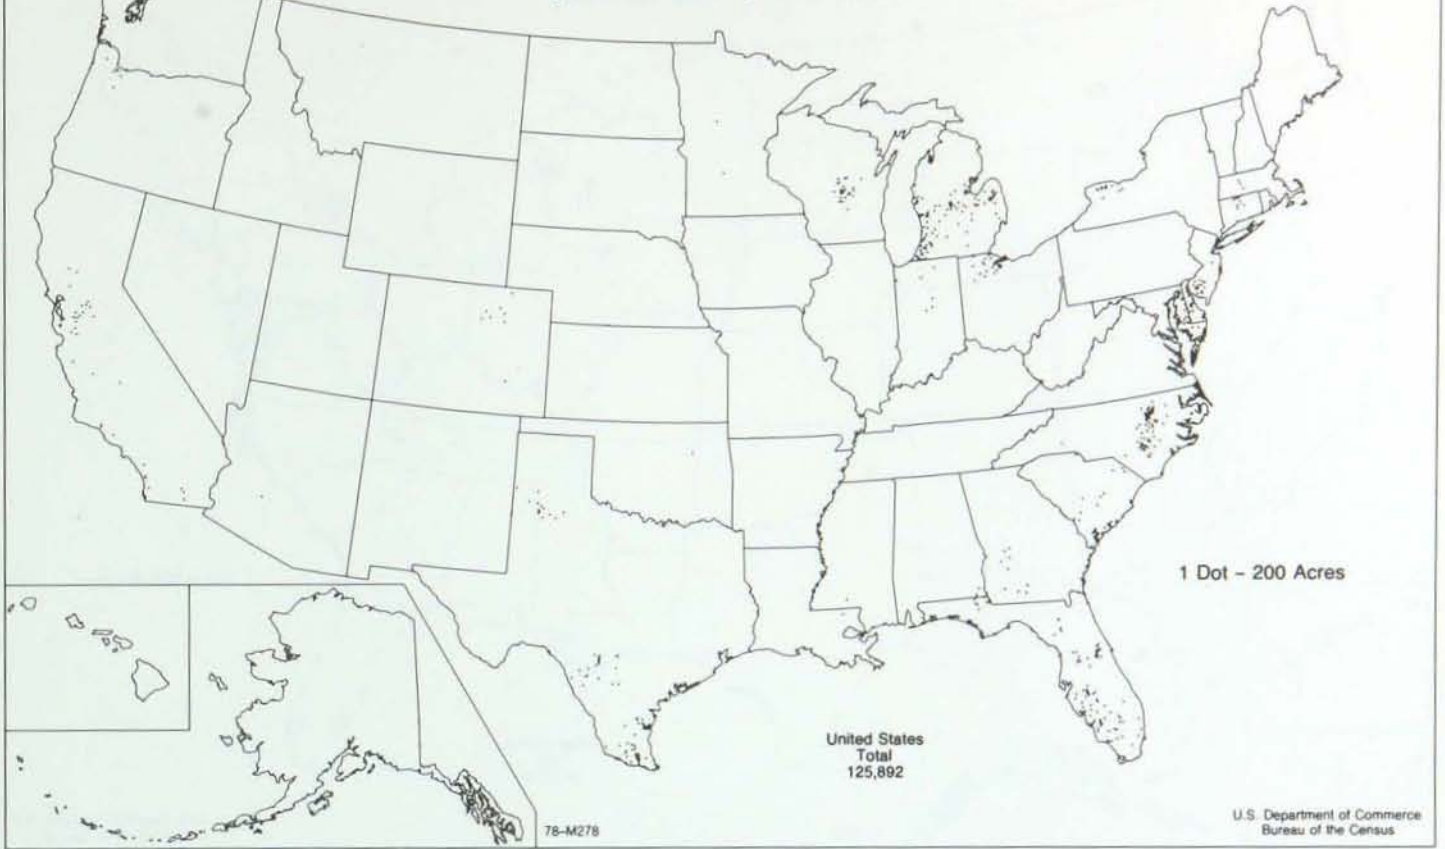 1 Dot – 200 Acres
United States
Total
125,892
78–M278
U.S. Department of Commerce
Bureau of the Census